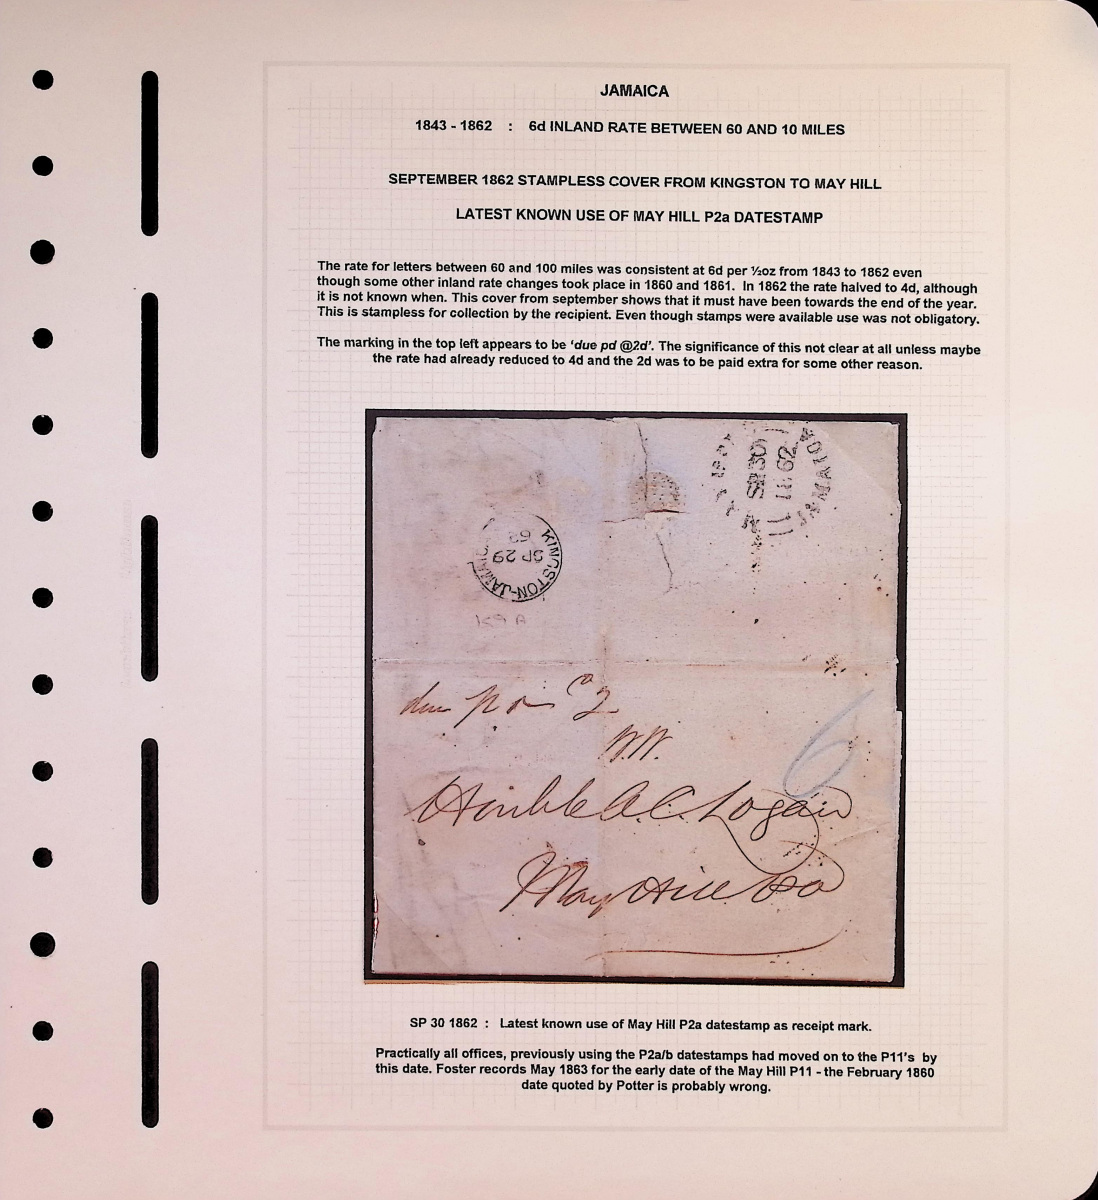 JAMAICA
1843 - 1862 : 6d INLAND RATE BETWEEN 60 AND 10 MILES
SEPTEMBER 1862 STAMPLESS COVER FROM KINGSTON TO MAY HILL
LATEST KNOWN USE OF MAY HILL P2a DATESTAMP
The rate for letters between 60 and 100 miles was consistent at 6d per ½oz from 1843 to 1862 even
though some other inland rate changes took place in 1860 and 1861. In 1862 the rate halved to 4d, although
it is not known when. This cover from september shows that it must have been towards the end of the year.
This is stampless for collection by the recipient. Even though stamps were available use was not obligatory.
The marking in the top left appears to be 'due pd @2d'. The significance of this not clear at all unless maybe
the rate had already reduced to 4d and the 2d was to be paid extra for some other reason.
SP 30
1862
JAMAICA
KINGSTON-JAMAICA
SP 29
62
due
6
W.W.
Honble A.C. Logan
May Hill
SP 30 1862 : Latest known use of May Hill P2a datestamp as receipt mark.
Practically all offices, previously using the P2a/b datestamps had moved on to the P11's by
this date. Foster records May 1863 for the early date of the May Hill P11 - the February 1860
date quoted by Potter is probably wrong.